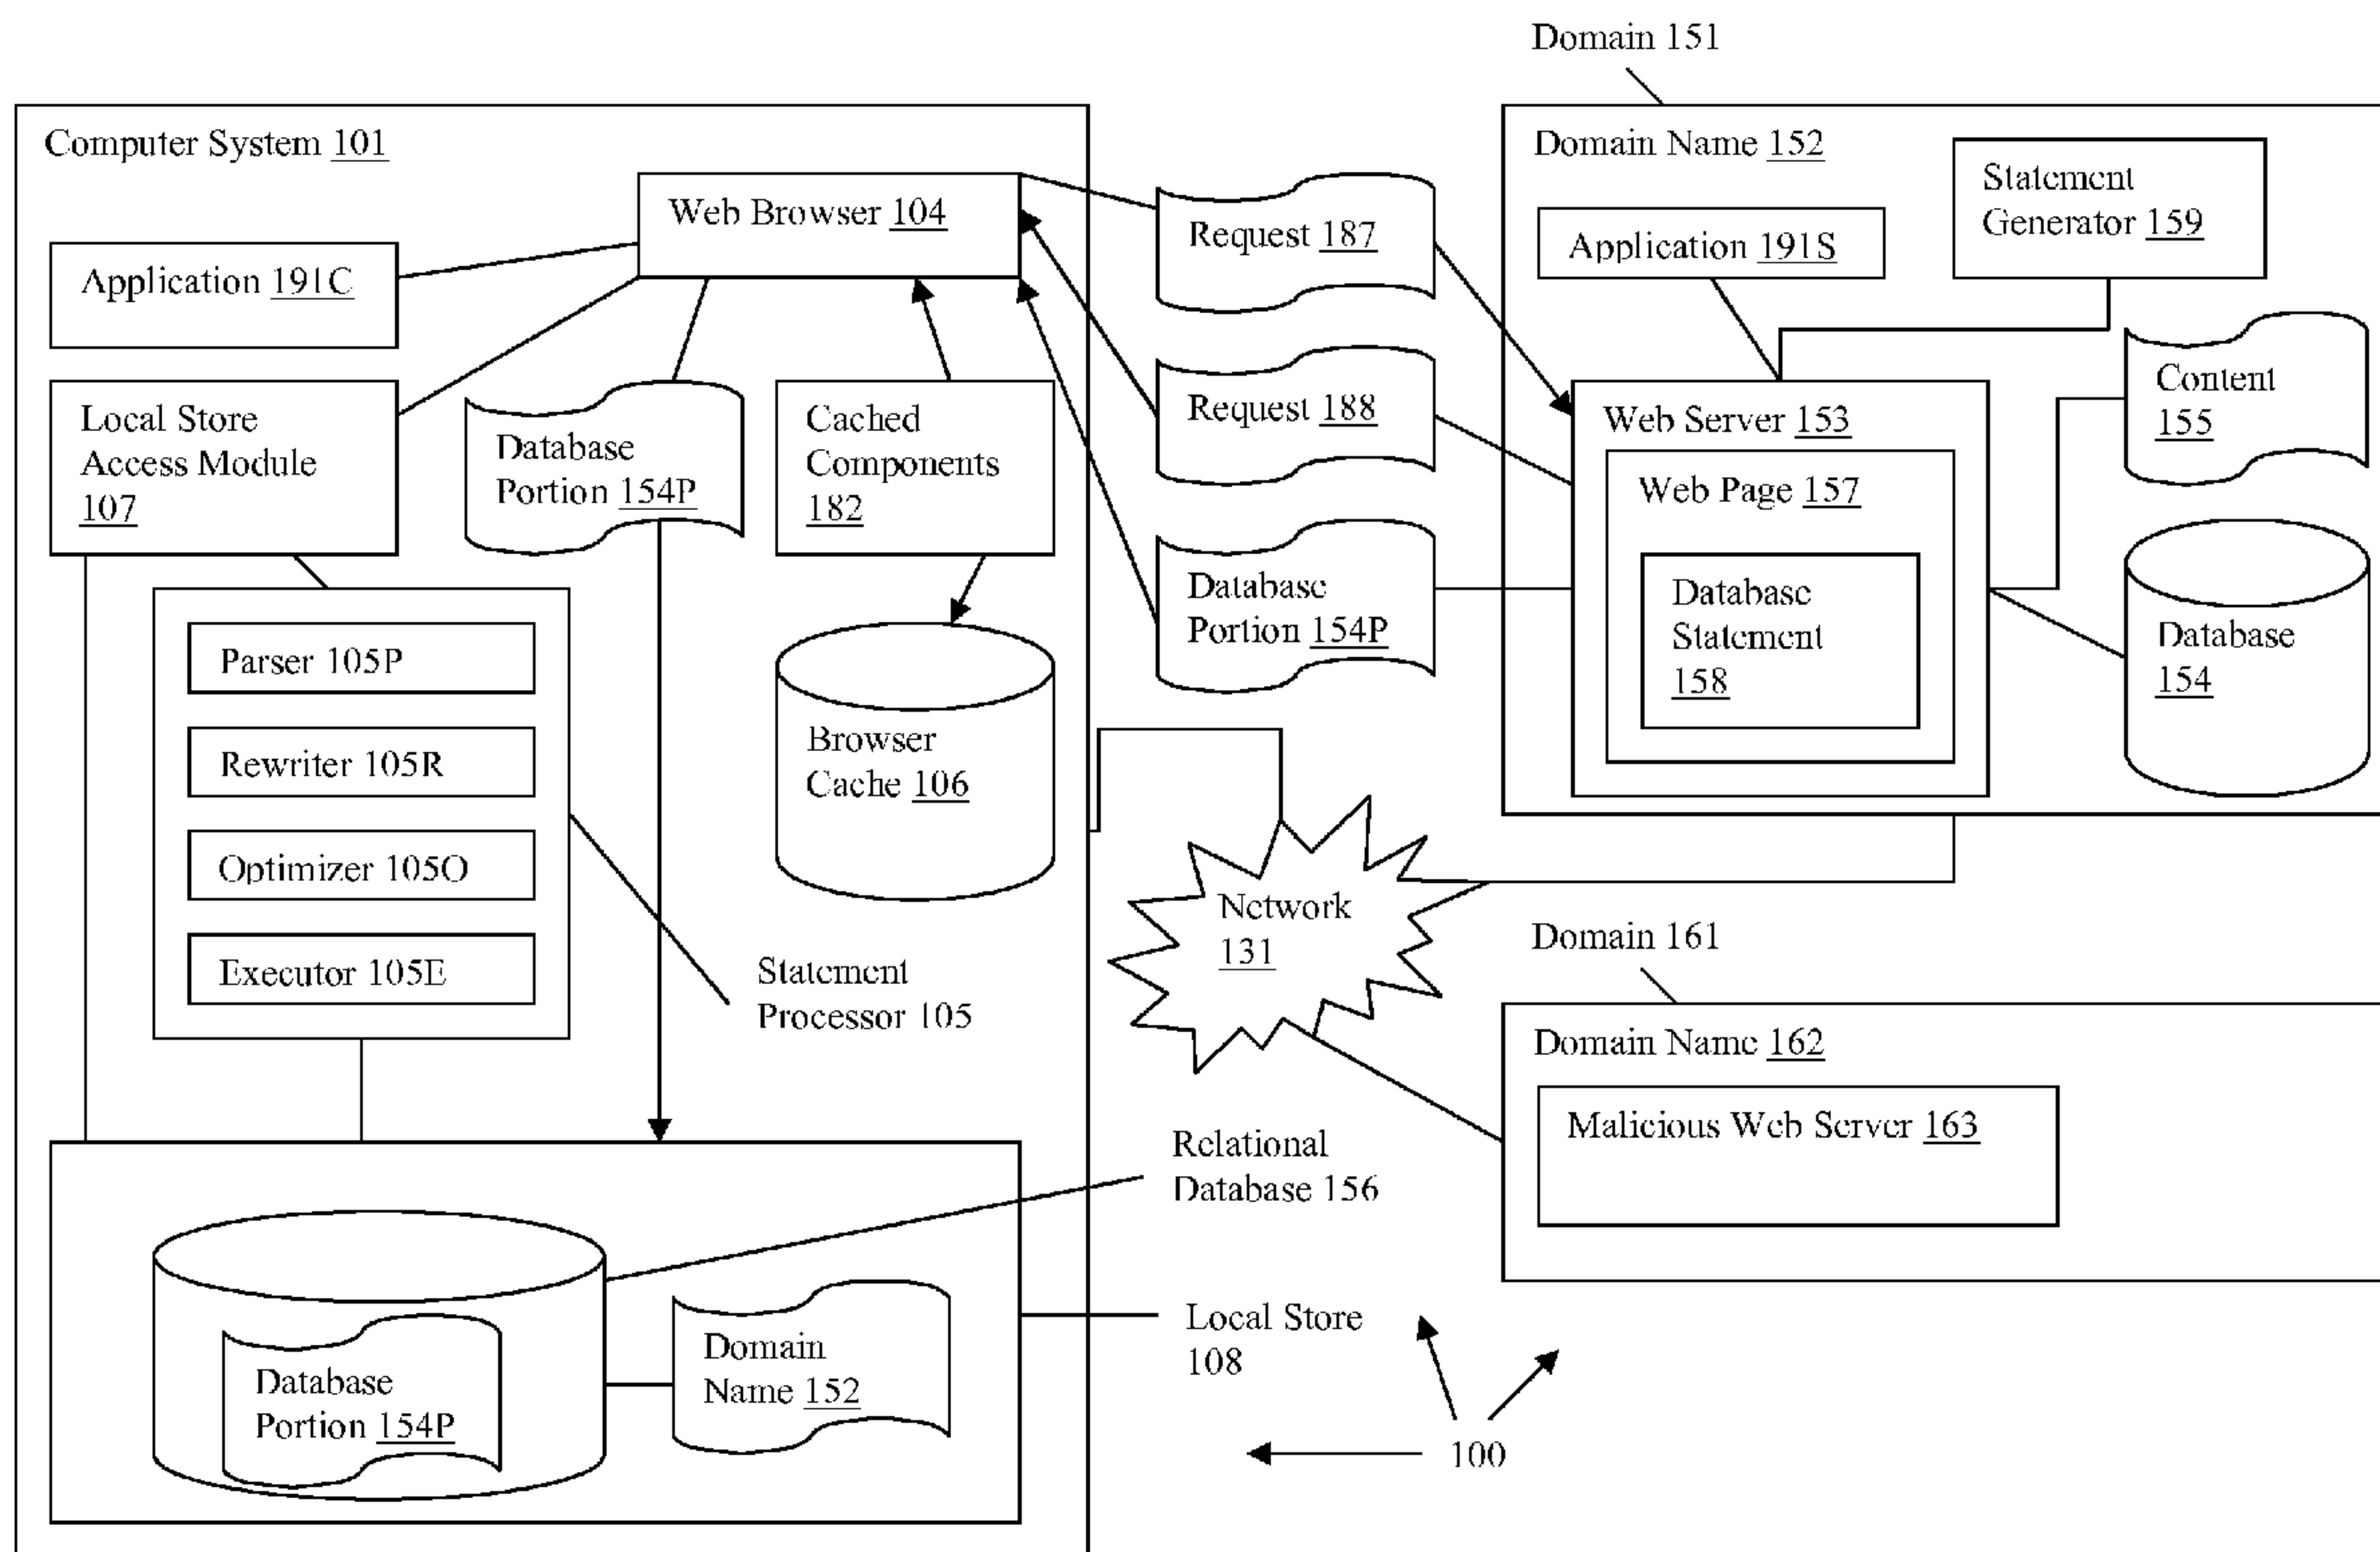 Domain 151
Computer System 101
Domain Name 152
Statement
Generator 159
Web Browser 104
Request 187
Application 191S
Application 191C
Content
155
Local Store
Access Module
107
Database
Portion 154P
Cached
Components
182
Request 188
Web Server 153
Web Page 157
Database
Portion 154P
Database
Statement
158
Database
154
Parser 105P
Rewriter 105R
Optimizer 105O
Executor 105E
Browser
Cache 106
Statement
Processor 105
Network
131
Domain 161
Domain Name 162
Malicious Web Server 163
Relational
Database 156
Local Store
108
Database
Portion 154P
Domain
Name 152
100